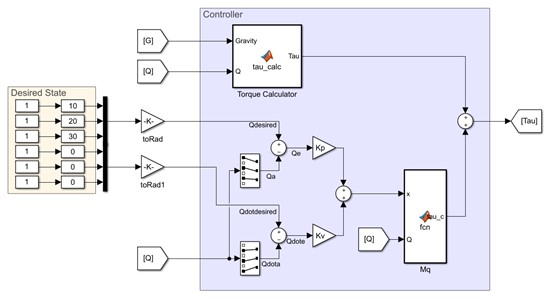 Controller
[G]
Gravity
Tau
tau_calc
[Q]
Q
Torque Calculator
Desired State
1
10
1
20
1
30
1
0
1
0
1
0
-K-
toRad
-K-
toRad1
Qdesired
Qe
Kp
Qa
Qdotdesired
Qdote
Kv
Qdota
[Q]
x
tau_c
fcn
[Q]
Q
Mq
[Tau]